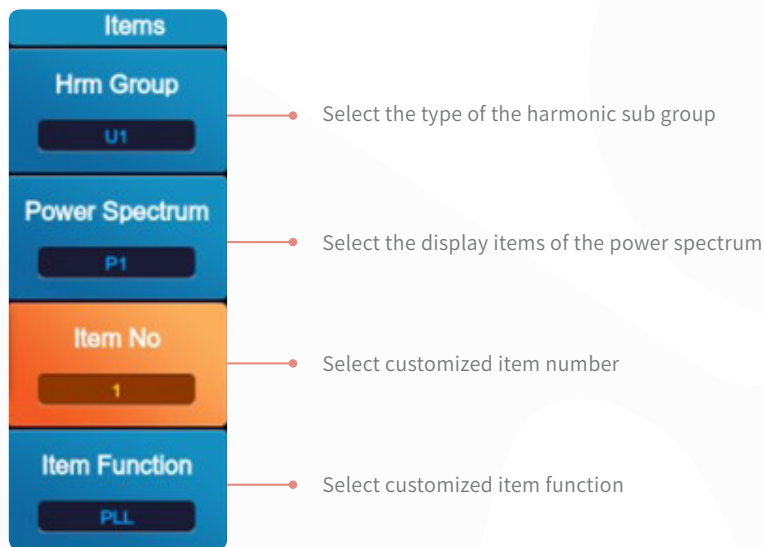 Items
Hrm Group
U1
Select the type of the harmonic sub group
Power Spectrum
P1
Select the display items of the power spectrum
Item No
1
Select customized item number
Item Function
PLL
Select customized item function